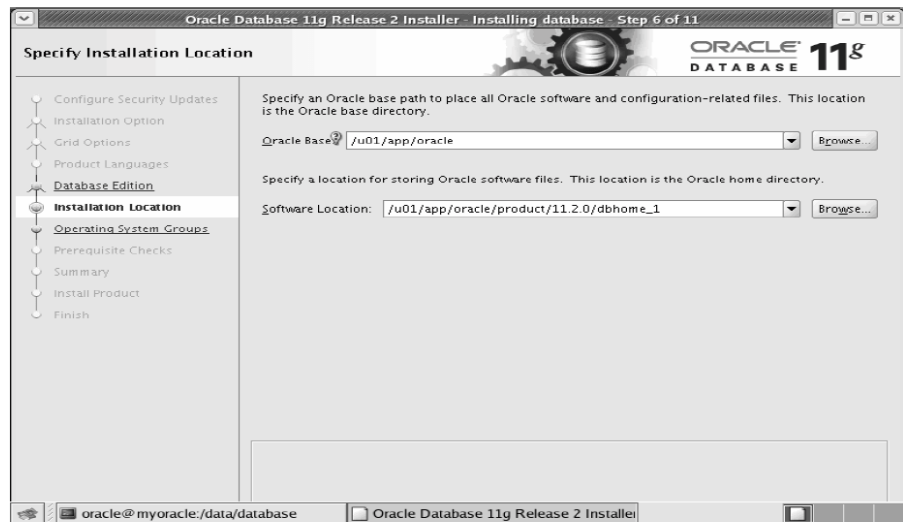 Oracle Database 11g Release 2 Installer - Installing database - Step 6 of 11
Specify Installation Location
ORACLE
DATABASE
11g
Configure Security Updates
Installation Option
Grid Options
Product Languages
Database Edition
Installation Location
Operating System Groups
Prerequisite Checks
Summary
Install Product
Finish
Specify an Oracle base path to place all Oracle software and configuration-related files. This location
is the Oracle base directory.
Oracle Base: /u01/app/oracle Browse...
Specify a location for storing Oracle software files. This location is the Oracle home directory.
Software Location: /u01/app/oracle/product/11.2.0/dbhome_1 Browse...
oracle@myoracle:/data/database
Oracle Database 11g Release 2 Installer